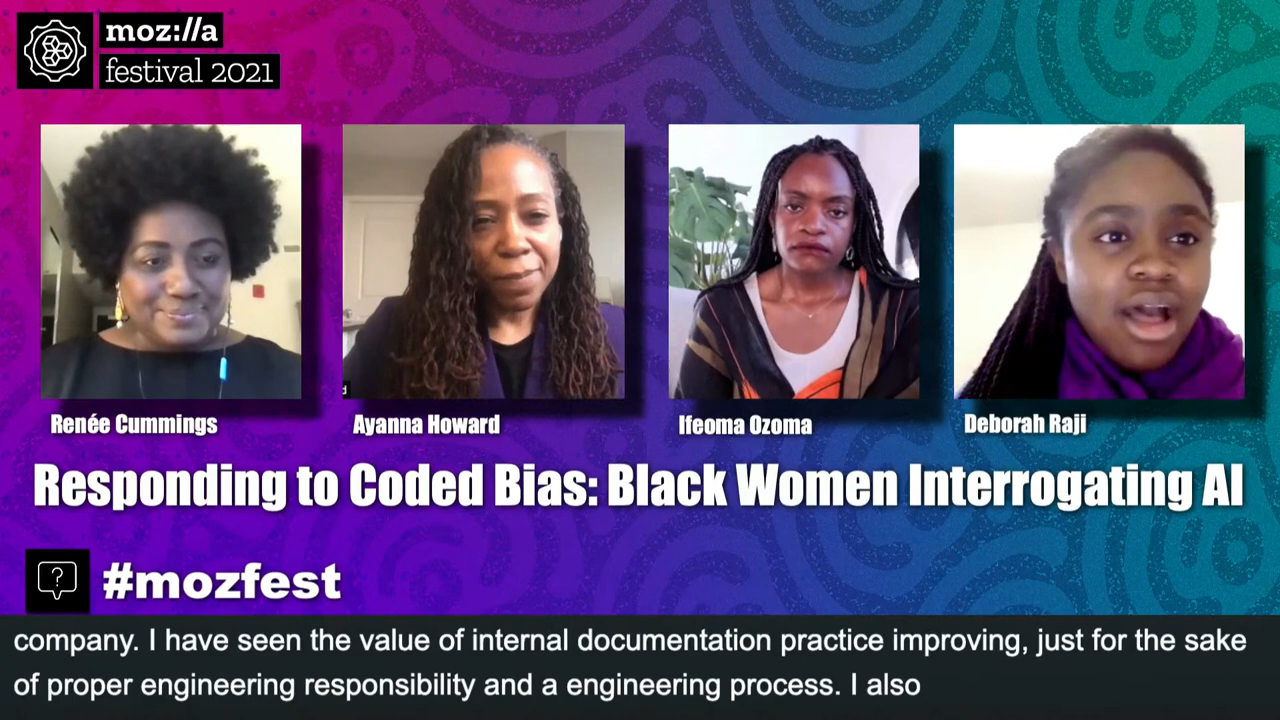 moz://a
festival 2021
d
Renée Cummings
Ayanna Howard
Ifeoma Ozoma
Deborah Raji
Responding to Coded Bias: Black Women Interrogating AI
?
#mozfest
company. I have seen the value of internal documentation practice improving, just for the sake
of proper engineering responsibility and a engineering process. I also